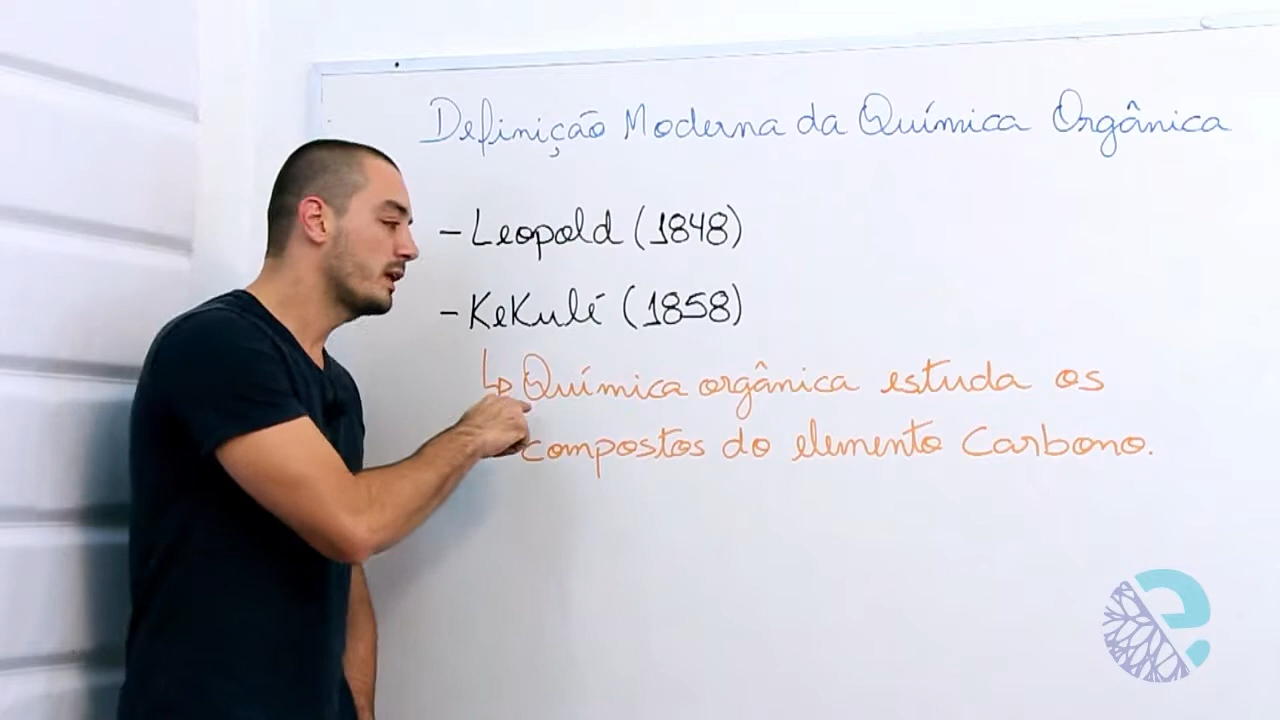 Definição Moderna da Química Orgânica
- Leopold (1848)
- Kekulé (1858)
↳ Química orgânica estuda os
compostos do elemento Carbono.